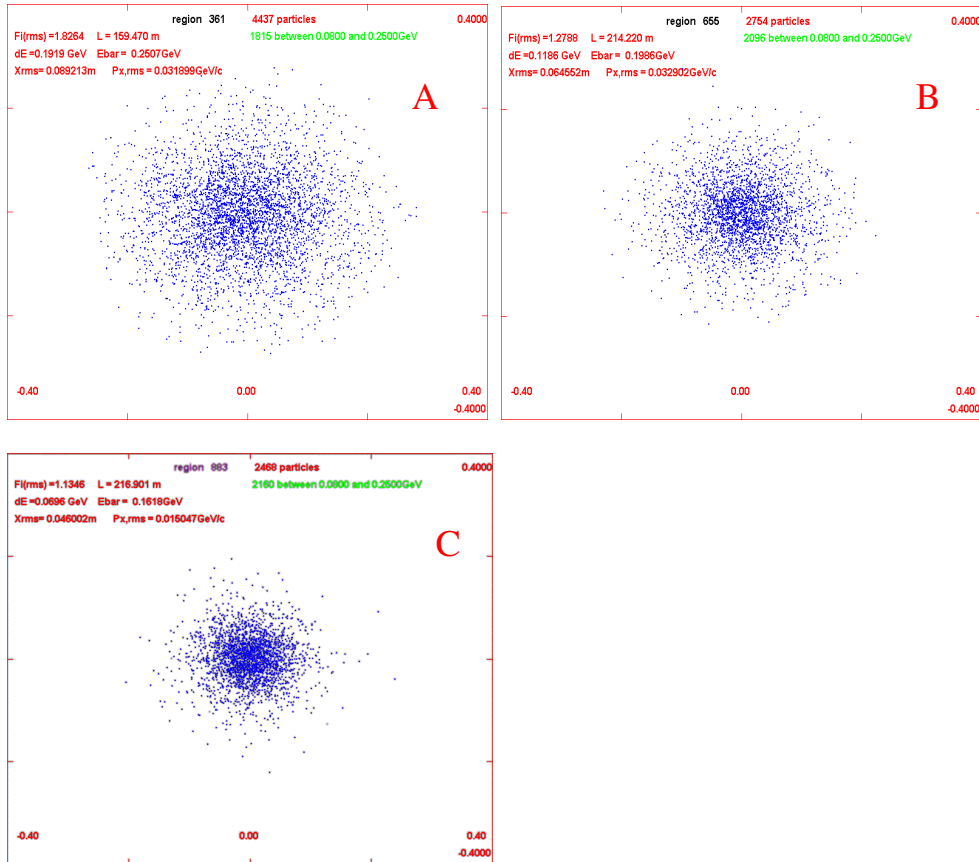 region 361 4437 particles 0.4000
Fi(rms) =1.8264 L = 159.470 m 1815 between 0.0800 and 0.2500GeV
dE =0.1919 GeV Ebar = 0.2507GeV
Xrms= 0.089213m Px,rms = 0.031899GeV/c
A
-0.40 0.00 0.40
-0.4000
region 655 2754 particles 0.4000
Fi(rms) =1.2788 L = 214.220 m 2096 between 0.0800 and 0.2500GeV
dE =0.1186 GeV Ebar = 0.1986GeV
Xrms= 0.064552m Px,rms = 0.032902GeV/c
B
-0.40 0.00 0.40
-0.4000
region 883 2468 particles 0.4000
Fi(rms) =1.1346 L = 216.901 m 2160 between 0.0800 and 0.2500GeV
dE =0.0696 GeV Ebar = 0.1618GeV
Xrms= 0.046002m Px,rms = 0.015047GeV/c
C
-0.40 0.00 0.40
-0.4000